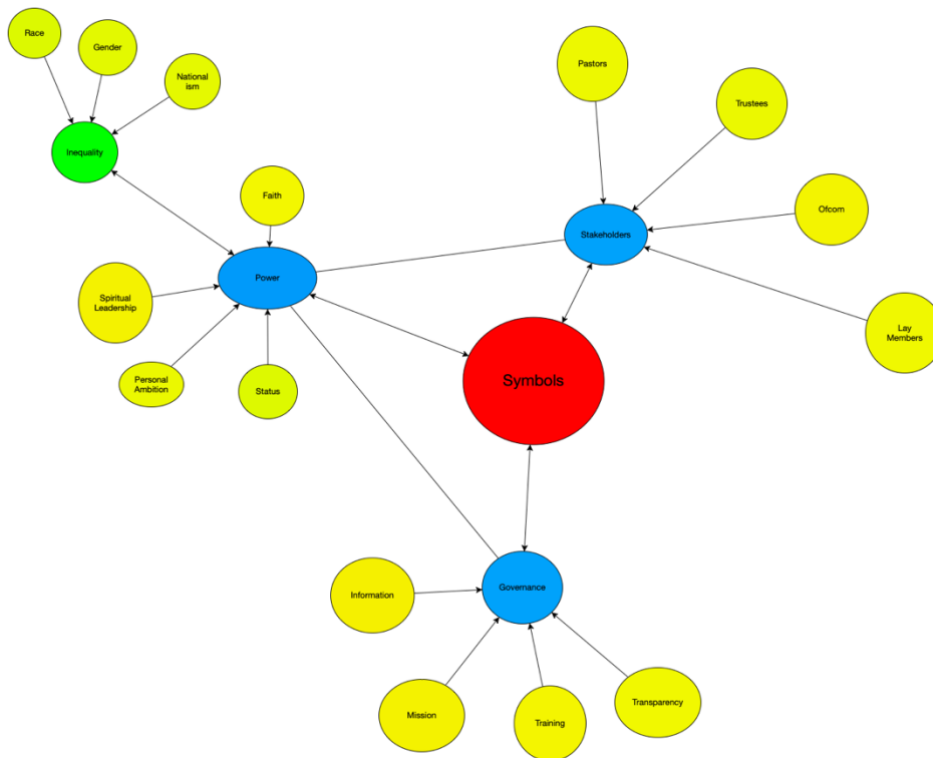 Race
Gender
National
ism
Inequality
Pastors
Trustees
Faith
Ofcom
Stakeholders
Power
Spiritual
Leadership
Lay
Members
Personal
Ambition
Status
Symbols
Information
Governance
Mission
Training
Transparency